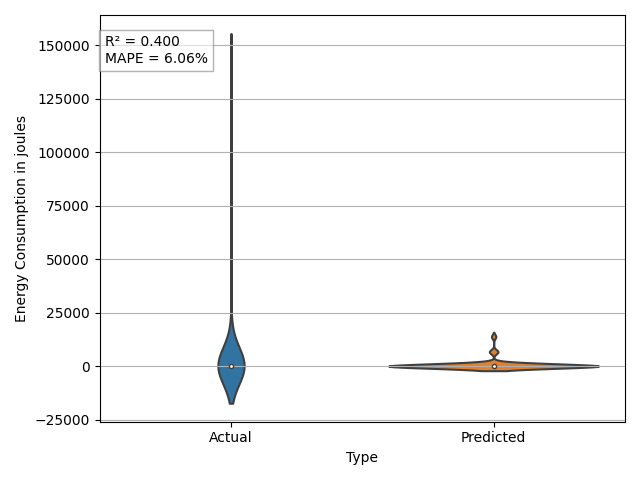 R² = 0.400
MAPE = 6.06%
150000
125000
100000
75000
50000
25000
0
−25000
Energy Consumption in joules
Actual
Predicted
Type